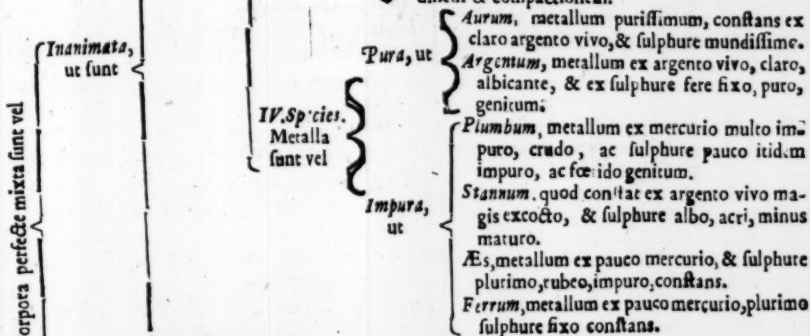 Aurum, metallum purissimum, constans ex
claro argento vivo, & sulphure mundissimo.
Argentum, metallum ex argento vivo, claro,
albicante, & ex sulphure fere fixo, puro,
genitum.
Pura, ut
Inanimata,
ut sunt
IV. Species.
Metalla
sunt vel
Plumbum, metallum ex mercurio multo im-
puro, crudo, ac sulphure pauco itidem
impuro, ac fœtido genitum.
Stannum, quod constat ex argento vivo ma-
gis excocto, & sulphure albo, acri, minus
maturo.
Impura,
ut
Æs, metallum ex pauco mercurio, & sulphure
plurimo, rubeo, impuro, constans.
Ferrum, metallum ex pauco mercurio, plurimo
sulphure fixo constans.
corpora perfecte mixta sunt vel